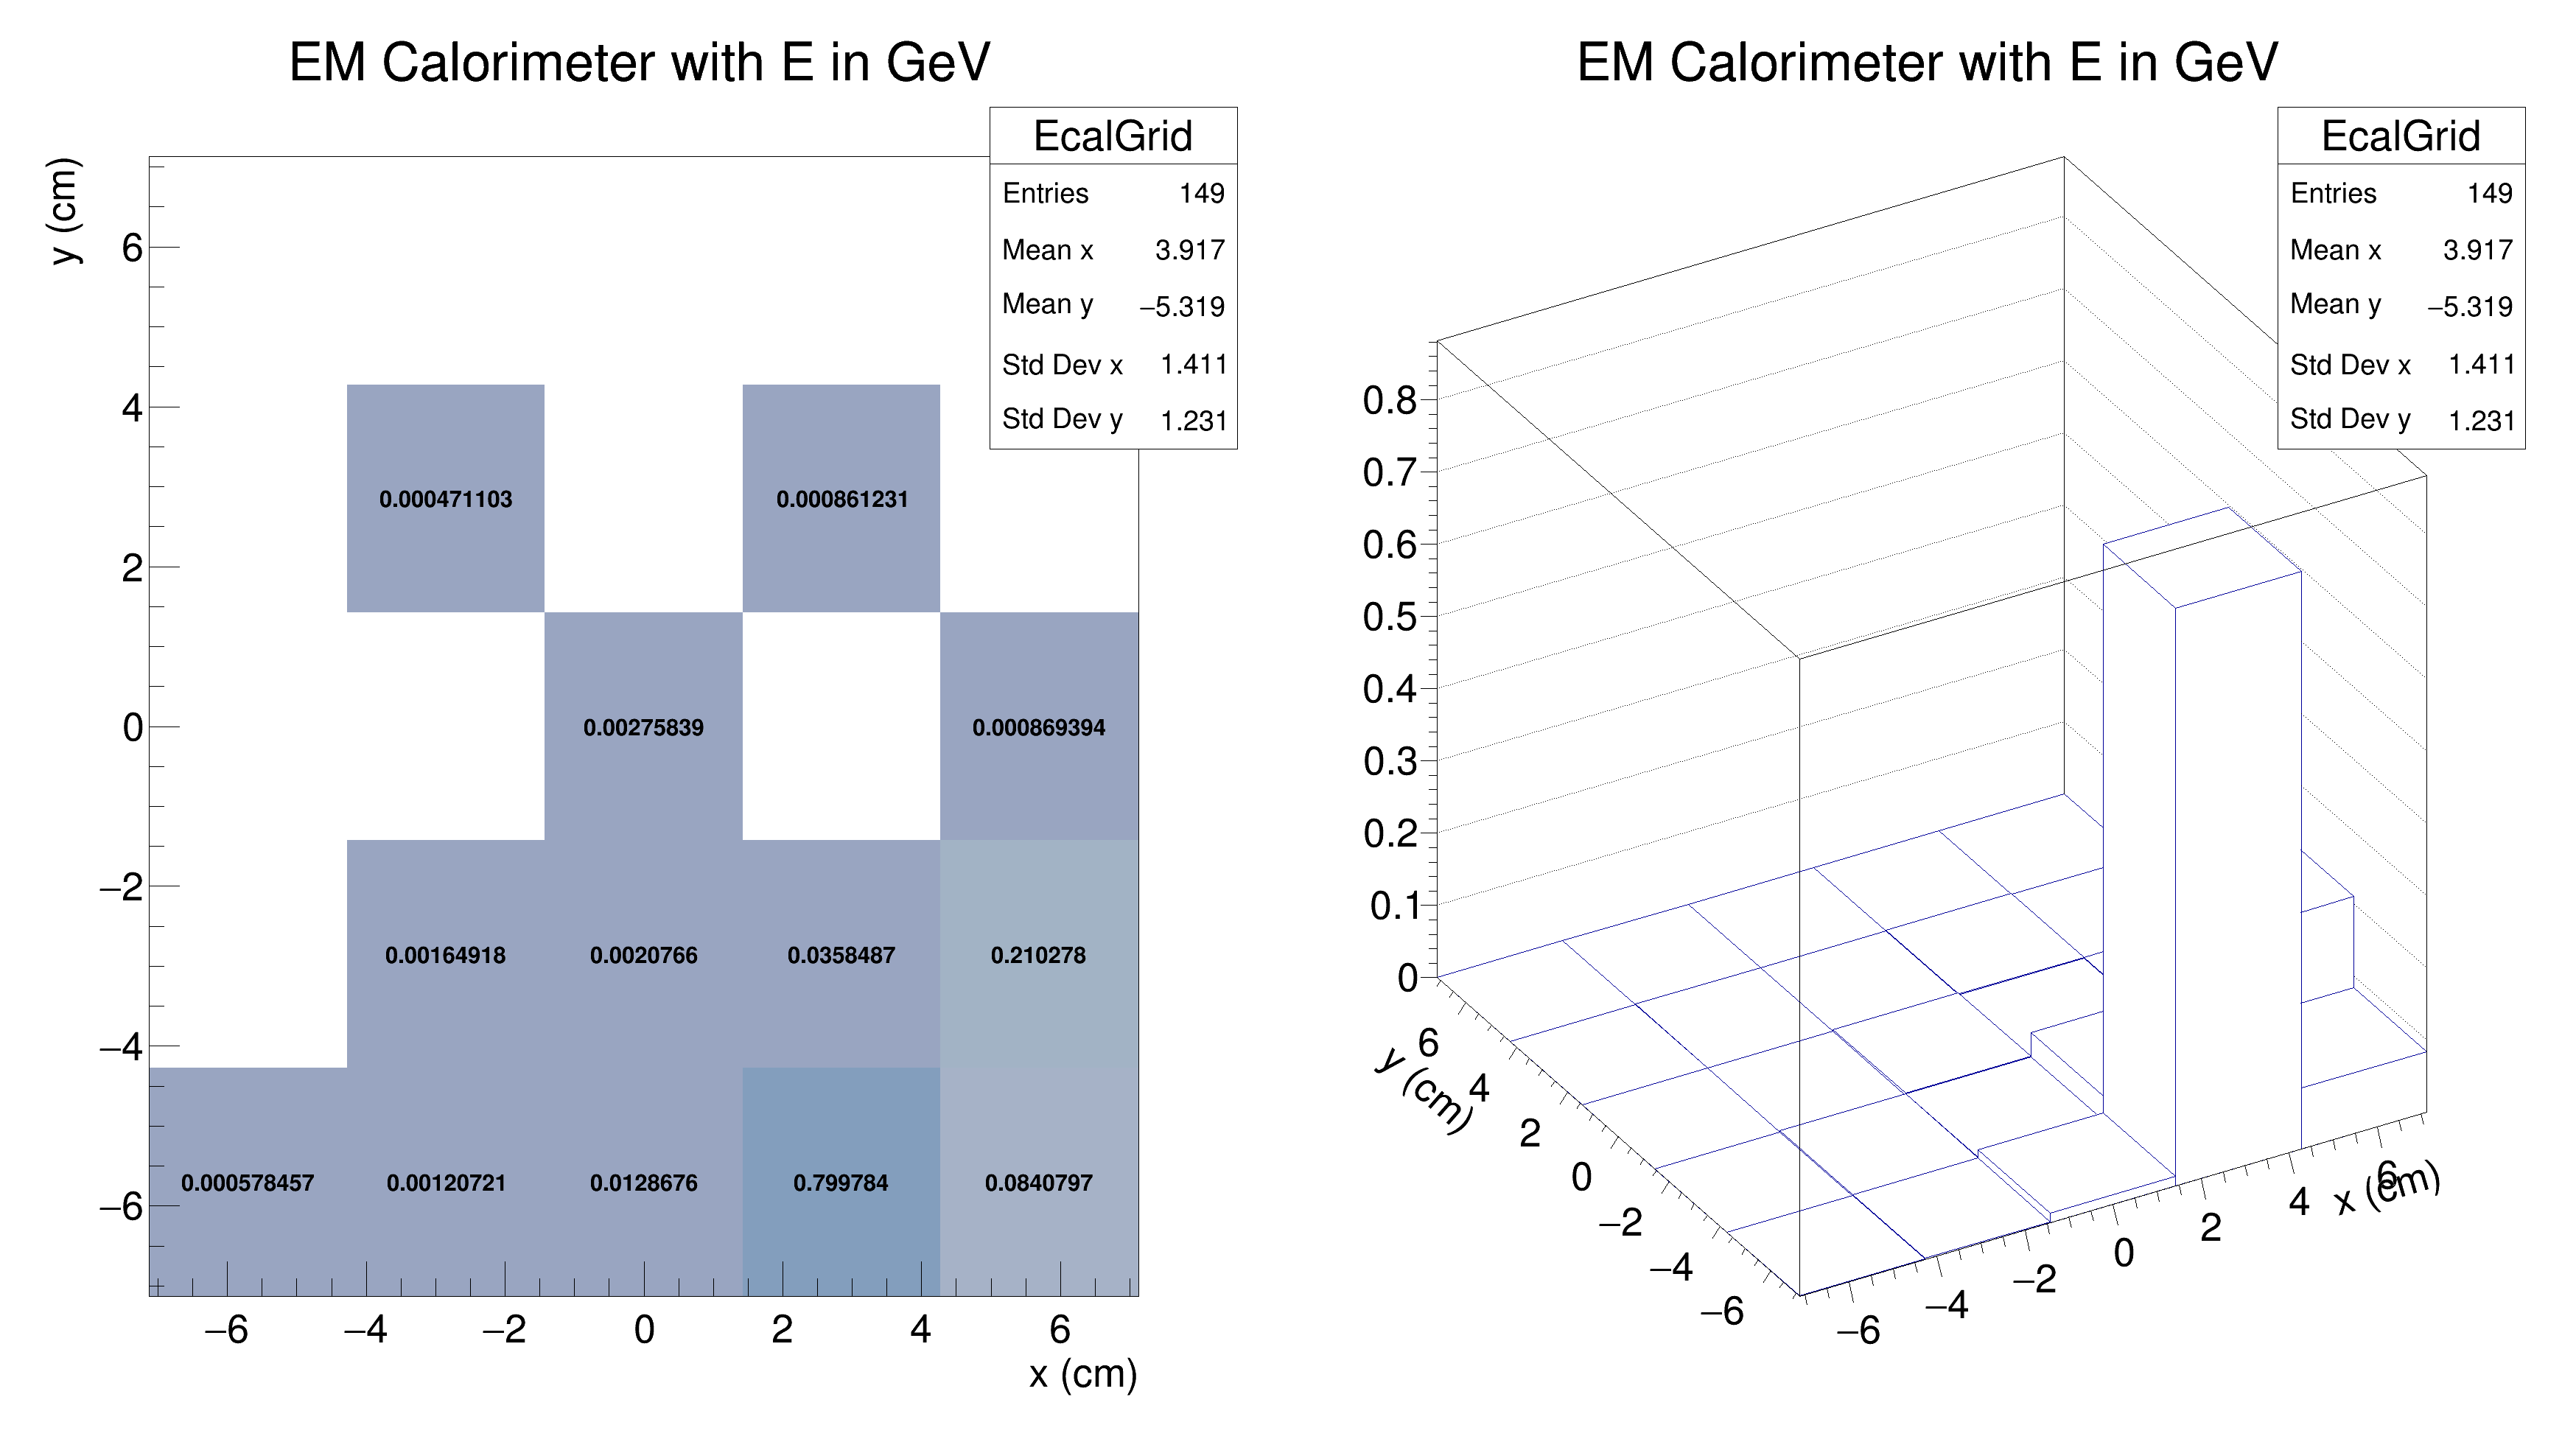 EM Calorimeter with E in GeV
EcalGrid
Entries 149
Mean x 3.917
Mean y −5.319
Std Dev x 1.411
Std Dev y 1.231
y (cm)
6
4
2
0
−2
−4
−6
0.000471103 0.000861231
0.00275839 0.000869394
0.00164918 0.0020766 0.0358487 0.210278
0.000578457 0.00120721 0.0128676 0.799784 0.0840797
−6 −4 −2 0 2 4 6
x (cm)
EM Calorimeter with E in GeV
EcalGrid
Entries 149
Mean x 3.917
Mean y −5.319
Std Dev x 1.411
Std Dev y 1.231
0.8
0.7
0.6
0.5
0.4
0.3
0.2
0.1
0
y (cm)
6
4
2
0
−2
−4
−6
−6
−4
−2
0
2
4
6
x (cm)